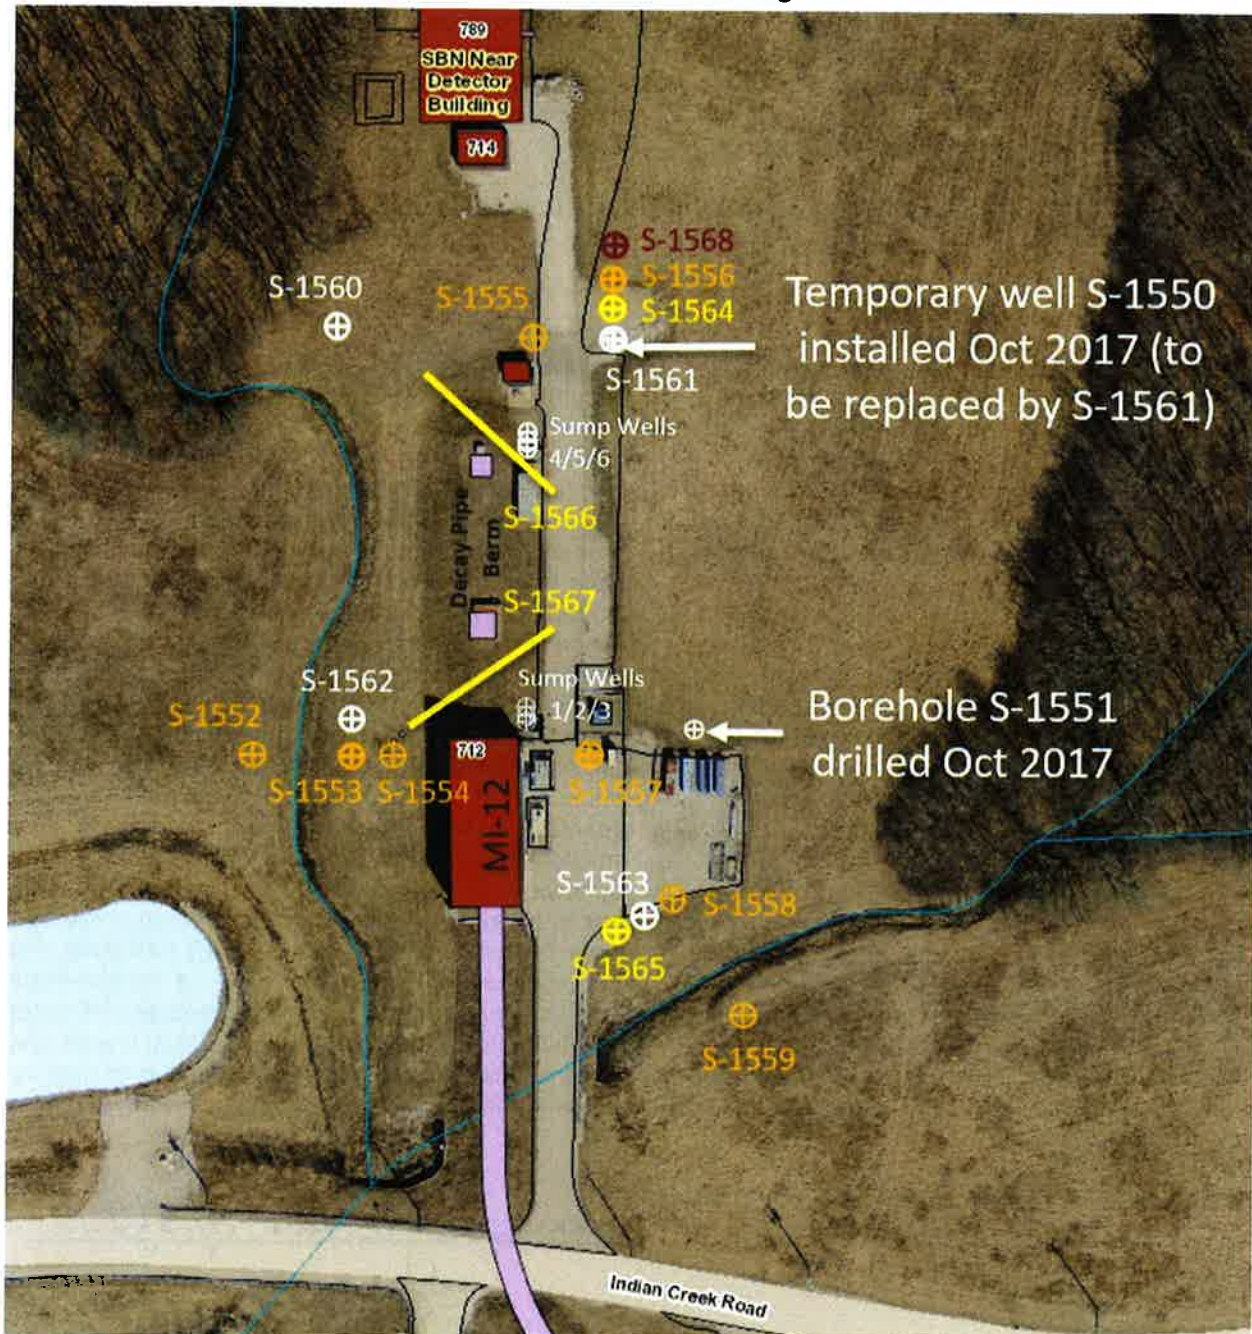 789
SBN Near
Detector
Building
714
S-1568
S-1556
S-1564
S-1560
S-1555
S-1561
Temporary well S-1550
installed Oct 2017 (to
be replaced by S-1561)
Sump Wells
4/5/6
S-1566
Decay Pipe
Berm
S-1567
S-1562
Sump Wells
1/2/3
S-1552
S-1553
S-1554
712
MI-12
S-1557
Borehole S-1551
drilled Oct 2017
S-1563
S-1558
S-1565
S-1559
Indian Creek Road